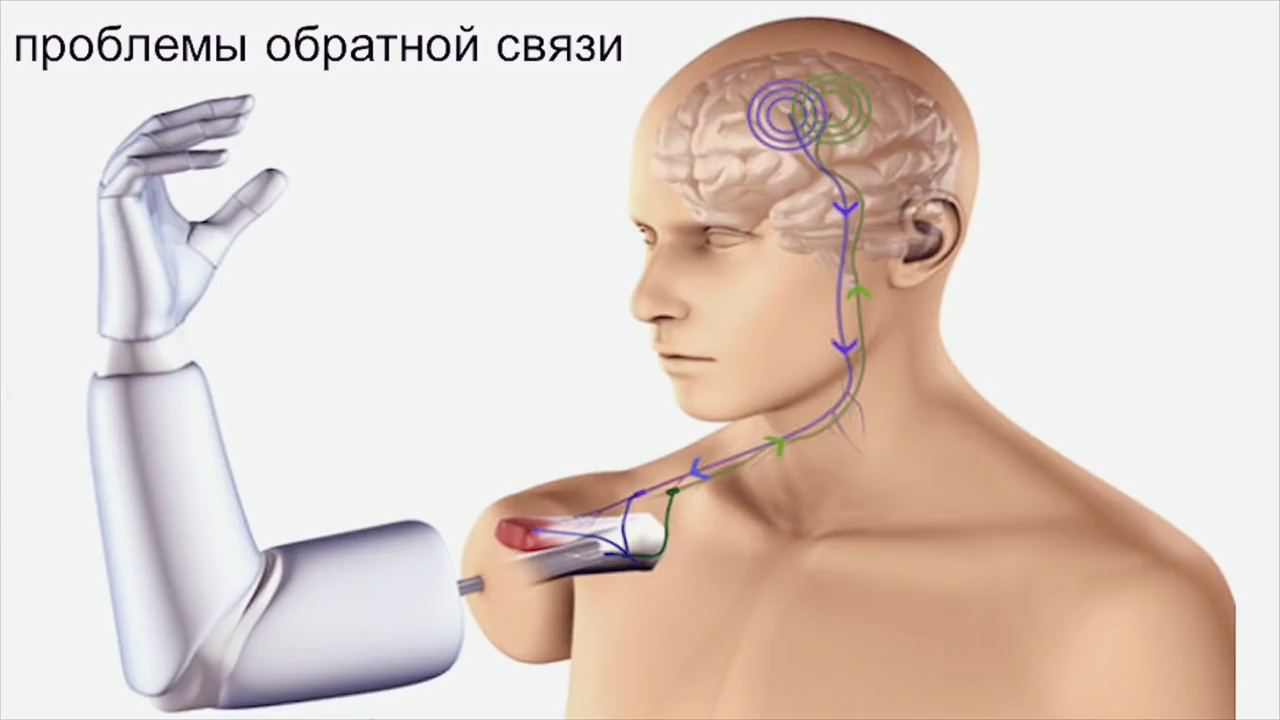 проблемы обратной связи